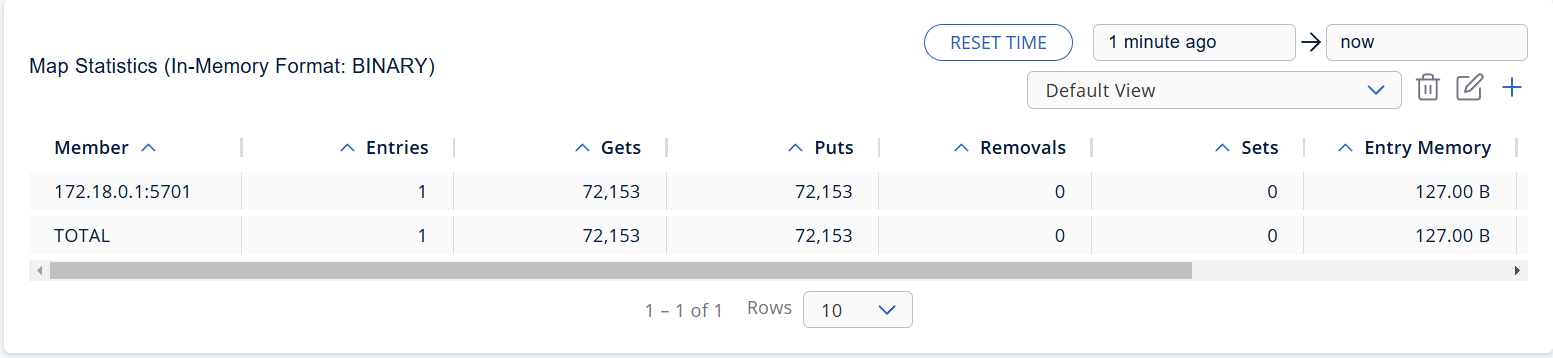 RESET TIME 1 minute ago now
Map Statistics (In-Memory Format: BINARY)
Default View
Member Entries Gets Puts Removals Sets Entry Memory
172.18.0.1:5701 1 72,153 72,153 0 0 127.00 B
TOTAL 1 72,153 72,153 0 0 127.00 B
1 – 1 of 1 Rows 10